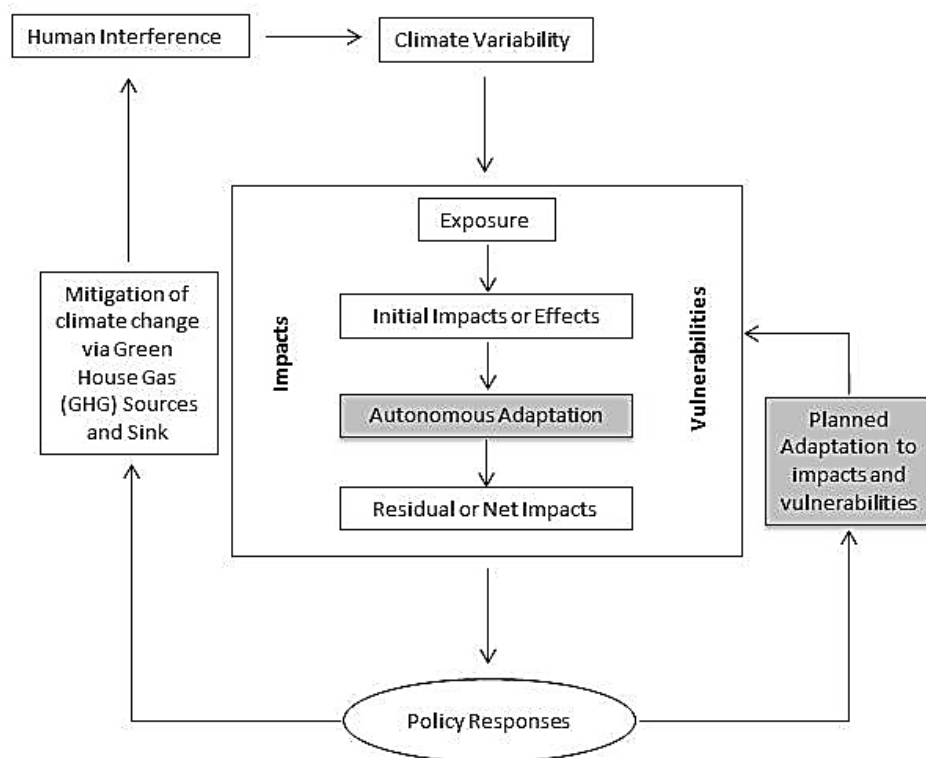 Human Interference
Climate Variability
Exposure
Initial Impacts or Effects
Autonomous Adaptation
Residual or Net Impacts
Impacts
Vulnerabilities
Mitigation of
climate change
via Green
House Gas
(GHG) Sources
and Sink
Planned
Adaptation to
impacts and
vulnerabilities
Policy Responses